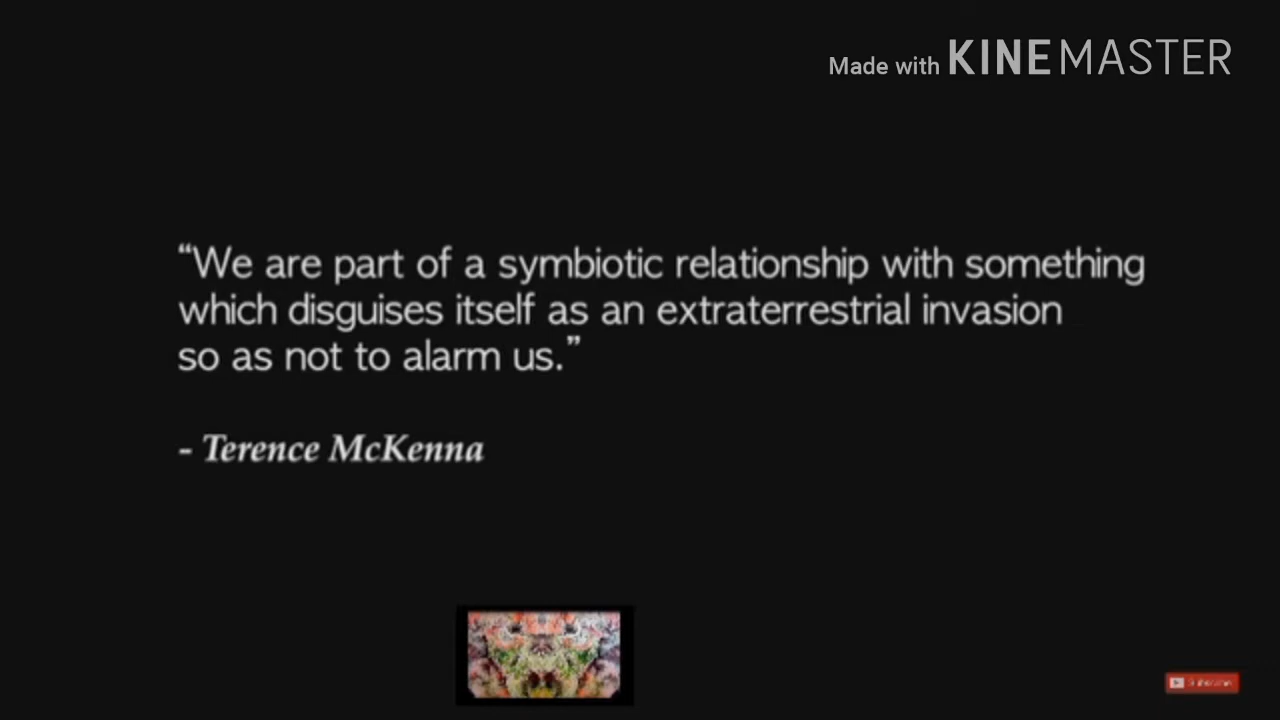 Made with KINEMASTER
“We are part of a symbiotic relationship with something
which disguises itself as an extraterrestrial invasion
so as not to alarm us.”
- Terence McKenna
Subscribe